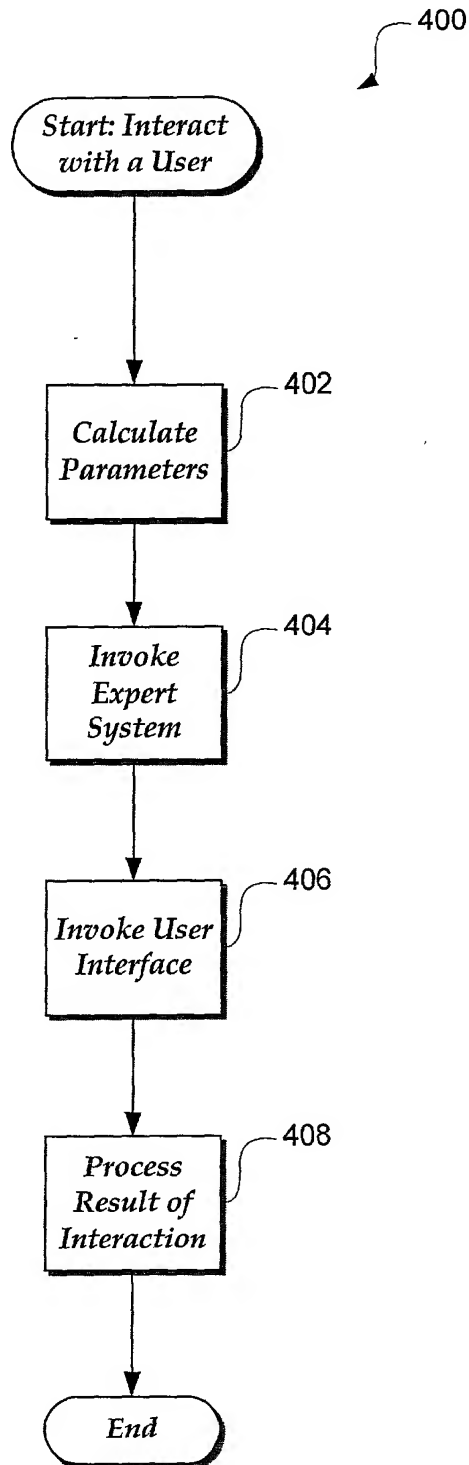 400
Start: Interact
with a User
402
Calculate
Parameters
404
Invoke
Expert
System
406
Invoke User
Interface
408
Process
Result of
Interaction
End